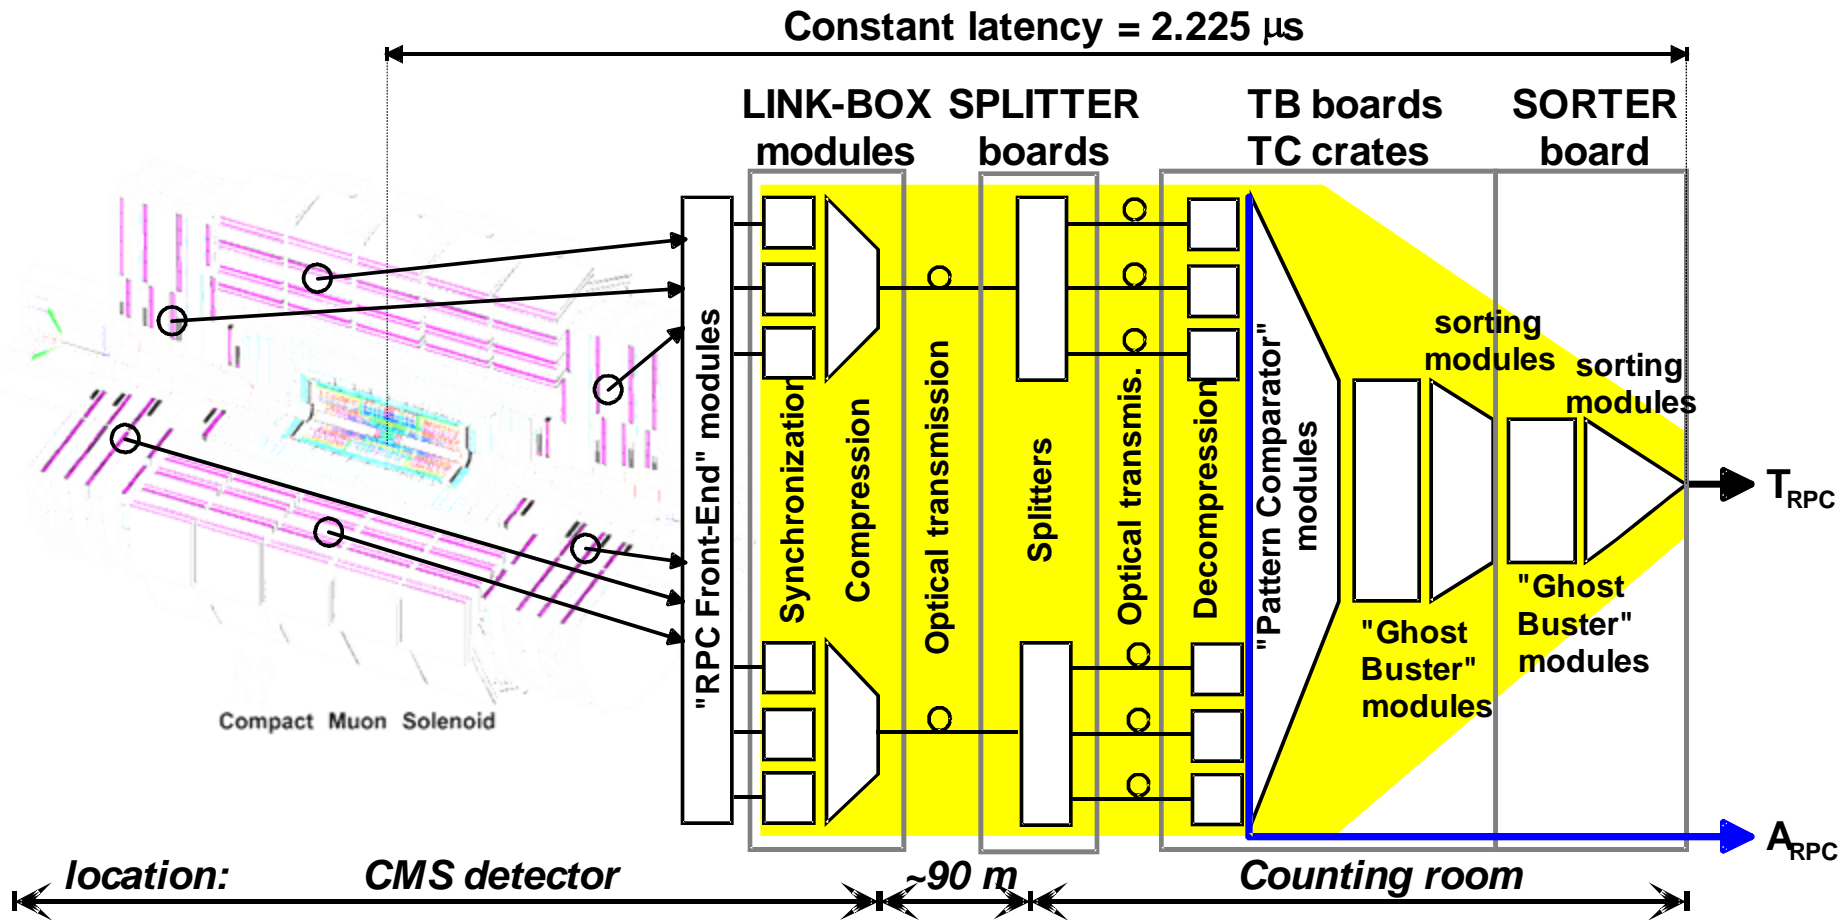 Constant latency = 2.225 μs
LINK-BOX modules
SPLITTER boards
TB boards
TC crates
SORTER board
"RPC Front-End" modules
Synchronization
Compression
Optical transmission
Splitters
Optical transmis.
Decompression
"Pattern Comparator" modules
sorting modules
sorting modules
"Ghost Buster" modules
"Ghost Buster" modules
T_RPC
A_RPC
Compact Muon Solenoid
location:
CMS detector
~90 m
Counting room